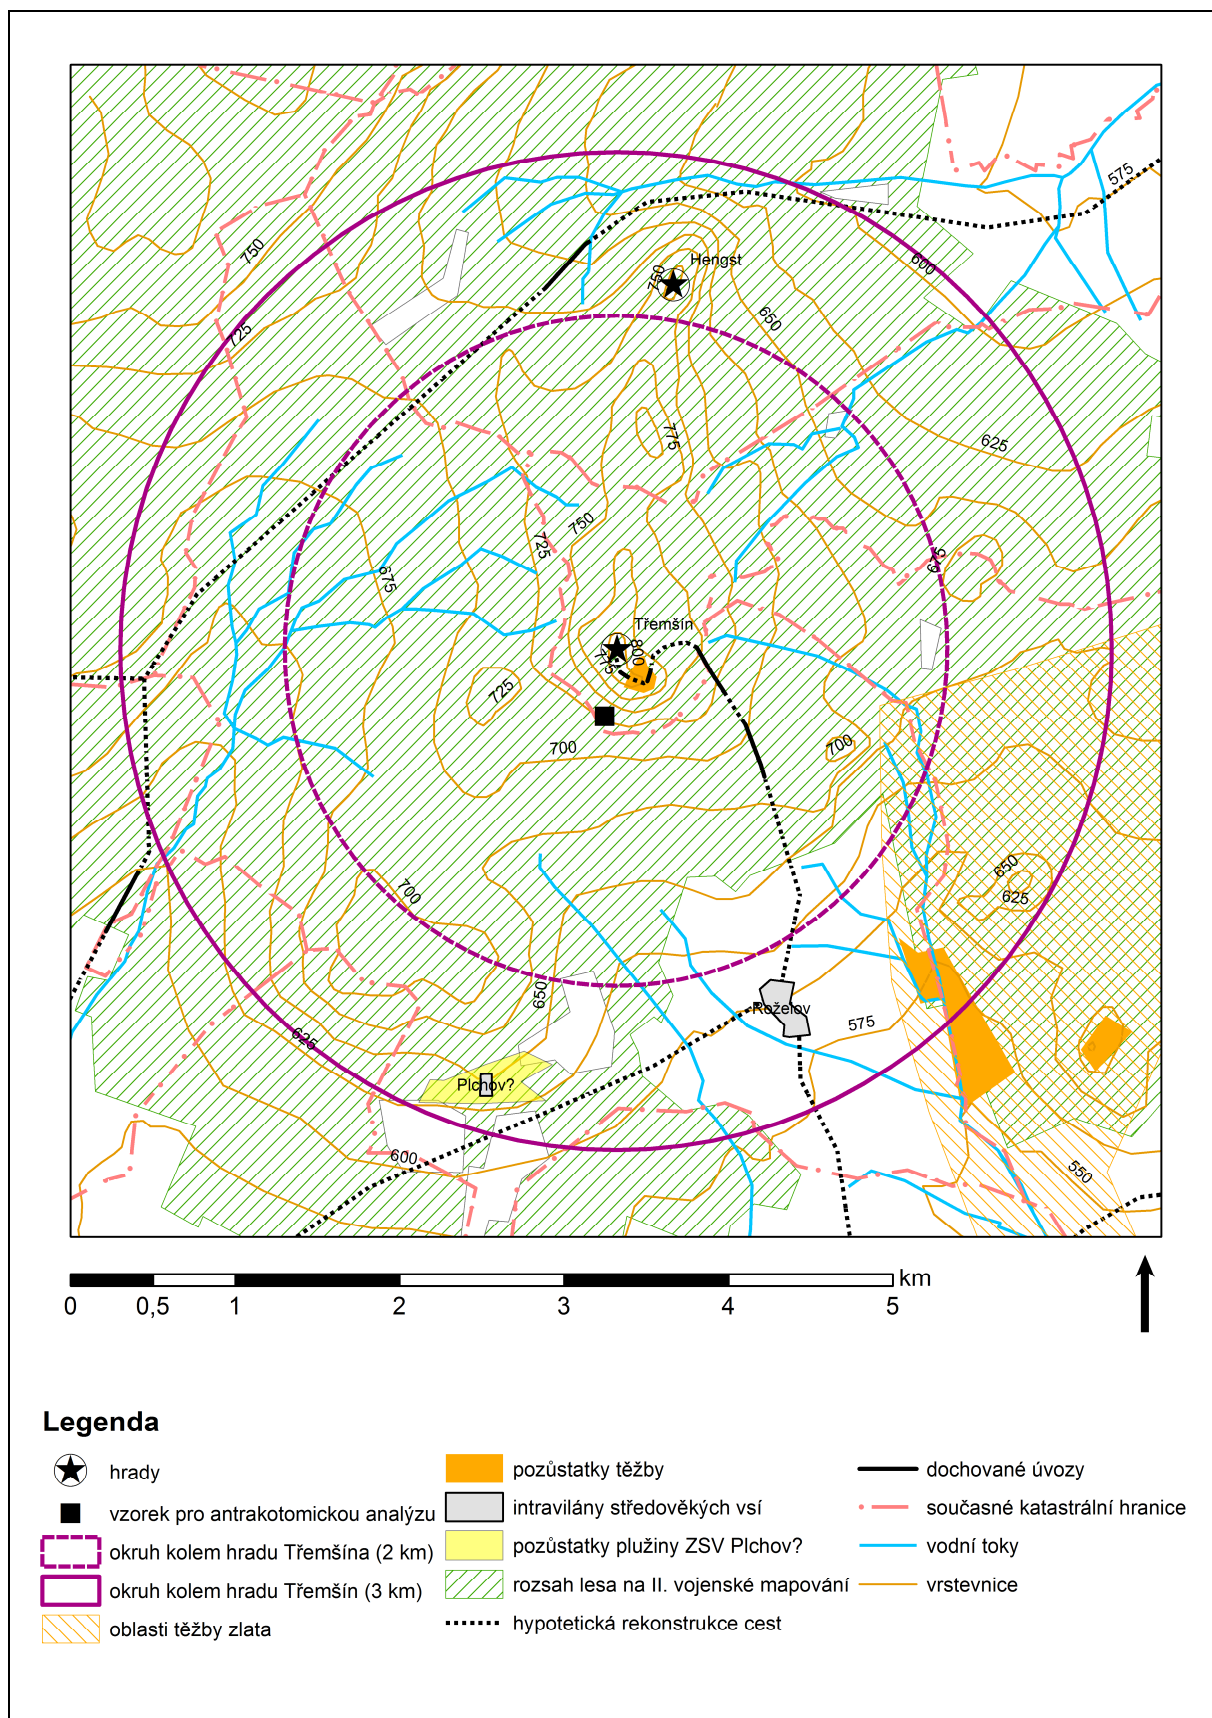 575
750
Hengst
750
600
650
725
775
625
750
725
675
675
Třemšín
800
775
725
700
700
650
625
700
650
Roželov
575
625
Plchov?
600
550
km
0 0,5 1 2 3 4 5
Legenda
hrady
vzorek pro antrakotomickou analýzu
okruh kolem hradu Třemšína (2 km)
okruh kolem hradu Třemšín (3 km)
oblasti těžby zlata
pozůstatky těžby
intravilány středověkých vsí
pozůstatky plužiny ZSV Plchov?
rozsah lesa na II. vojenské mapování
hypotetická rekonstrukce cest
dochované úvozy
současné katastrální hranice
vodní toky
vrstevnice